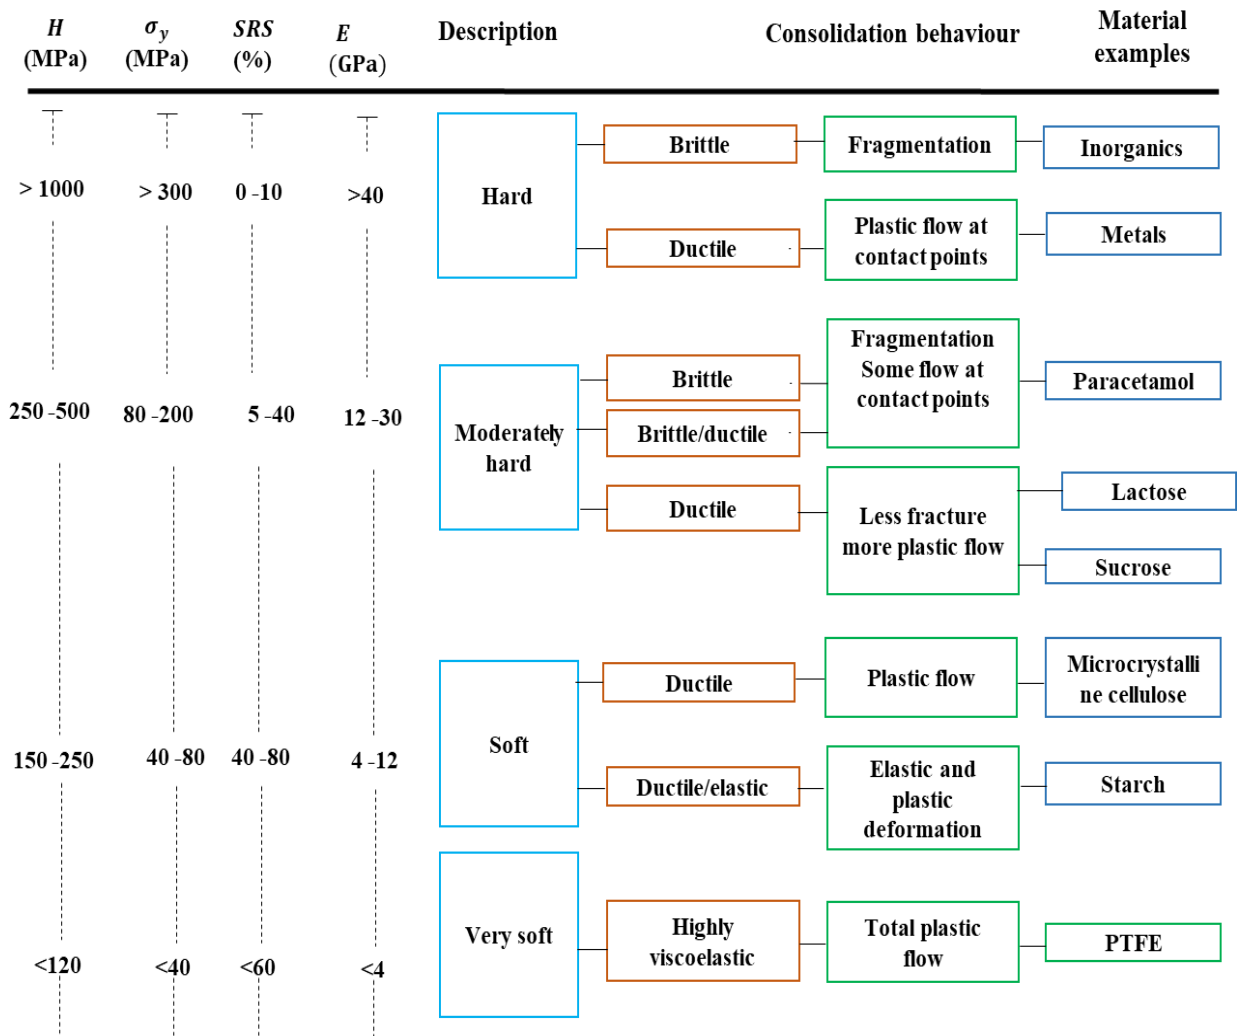 H
(MPa)
σy
(MPa)
SRS
(%)
E
(GPa)
Description
Consolidation behaviour
Material
examples
> 1000
> 300
0 -10
>40
Hard
Brittle
Fragmentation
Inorganics
Ductile
Plastic flow at
contact points
Metals
250 -500
80 -200
5 -40
12 -30
Moderately
hard
Brittle
Brittle/ductile
Fragmentation
Some flow at
contact points
Paracetamol
Ductile
Less fracture
more plastic flow
Lactose
Sucrose
150 -250
40 -80
40 -80
4 -12
Soft
Ductile
Plastic flow
Microcrystalli
ne cellulose
Ductile/elastic
Elastic and
plastic
deformation
Starch
<120
<40
<60
<4
Very soft
Highly
viscoelastic
Total plastic
flow
PTFE